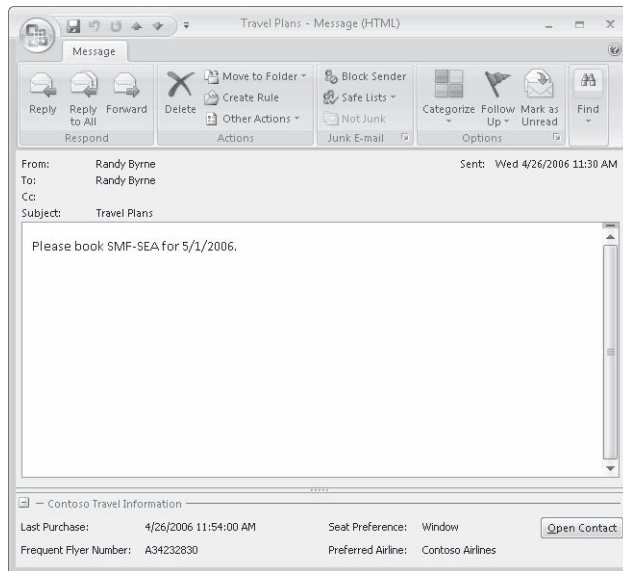 Travel Plans - Message (HTML)
Message
Reply
Reply to All
Forward
Respond
Delete
Move to Folder
Create Rule
Other Actions
Actions
Block Sender
Safe Lists
Not Junk
Junk E-mail
Categorize
Follow Up
Mark as Unread
Options
Find
From: Randy Byrne
Sent: Wed 4/26/2006 11:30 AM
To: Randy Byrne
Cc:
Subject: Travel Plans
Please book SMF-SEA for 5/1/2006.
Contoso Travel Information
Last Purchase: 4/26/2006 11:54:00 AM Seat Preference: Window Open Contact
Frequent Flyer Number: A34232830 Preferred Airline: Contoso Airlines